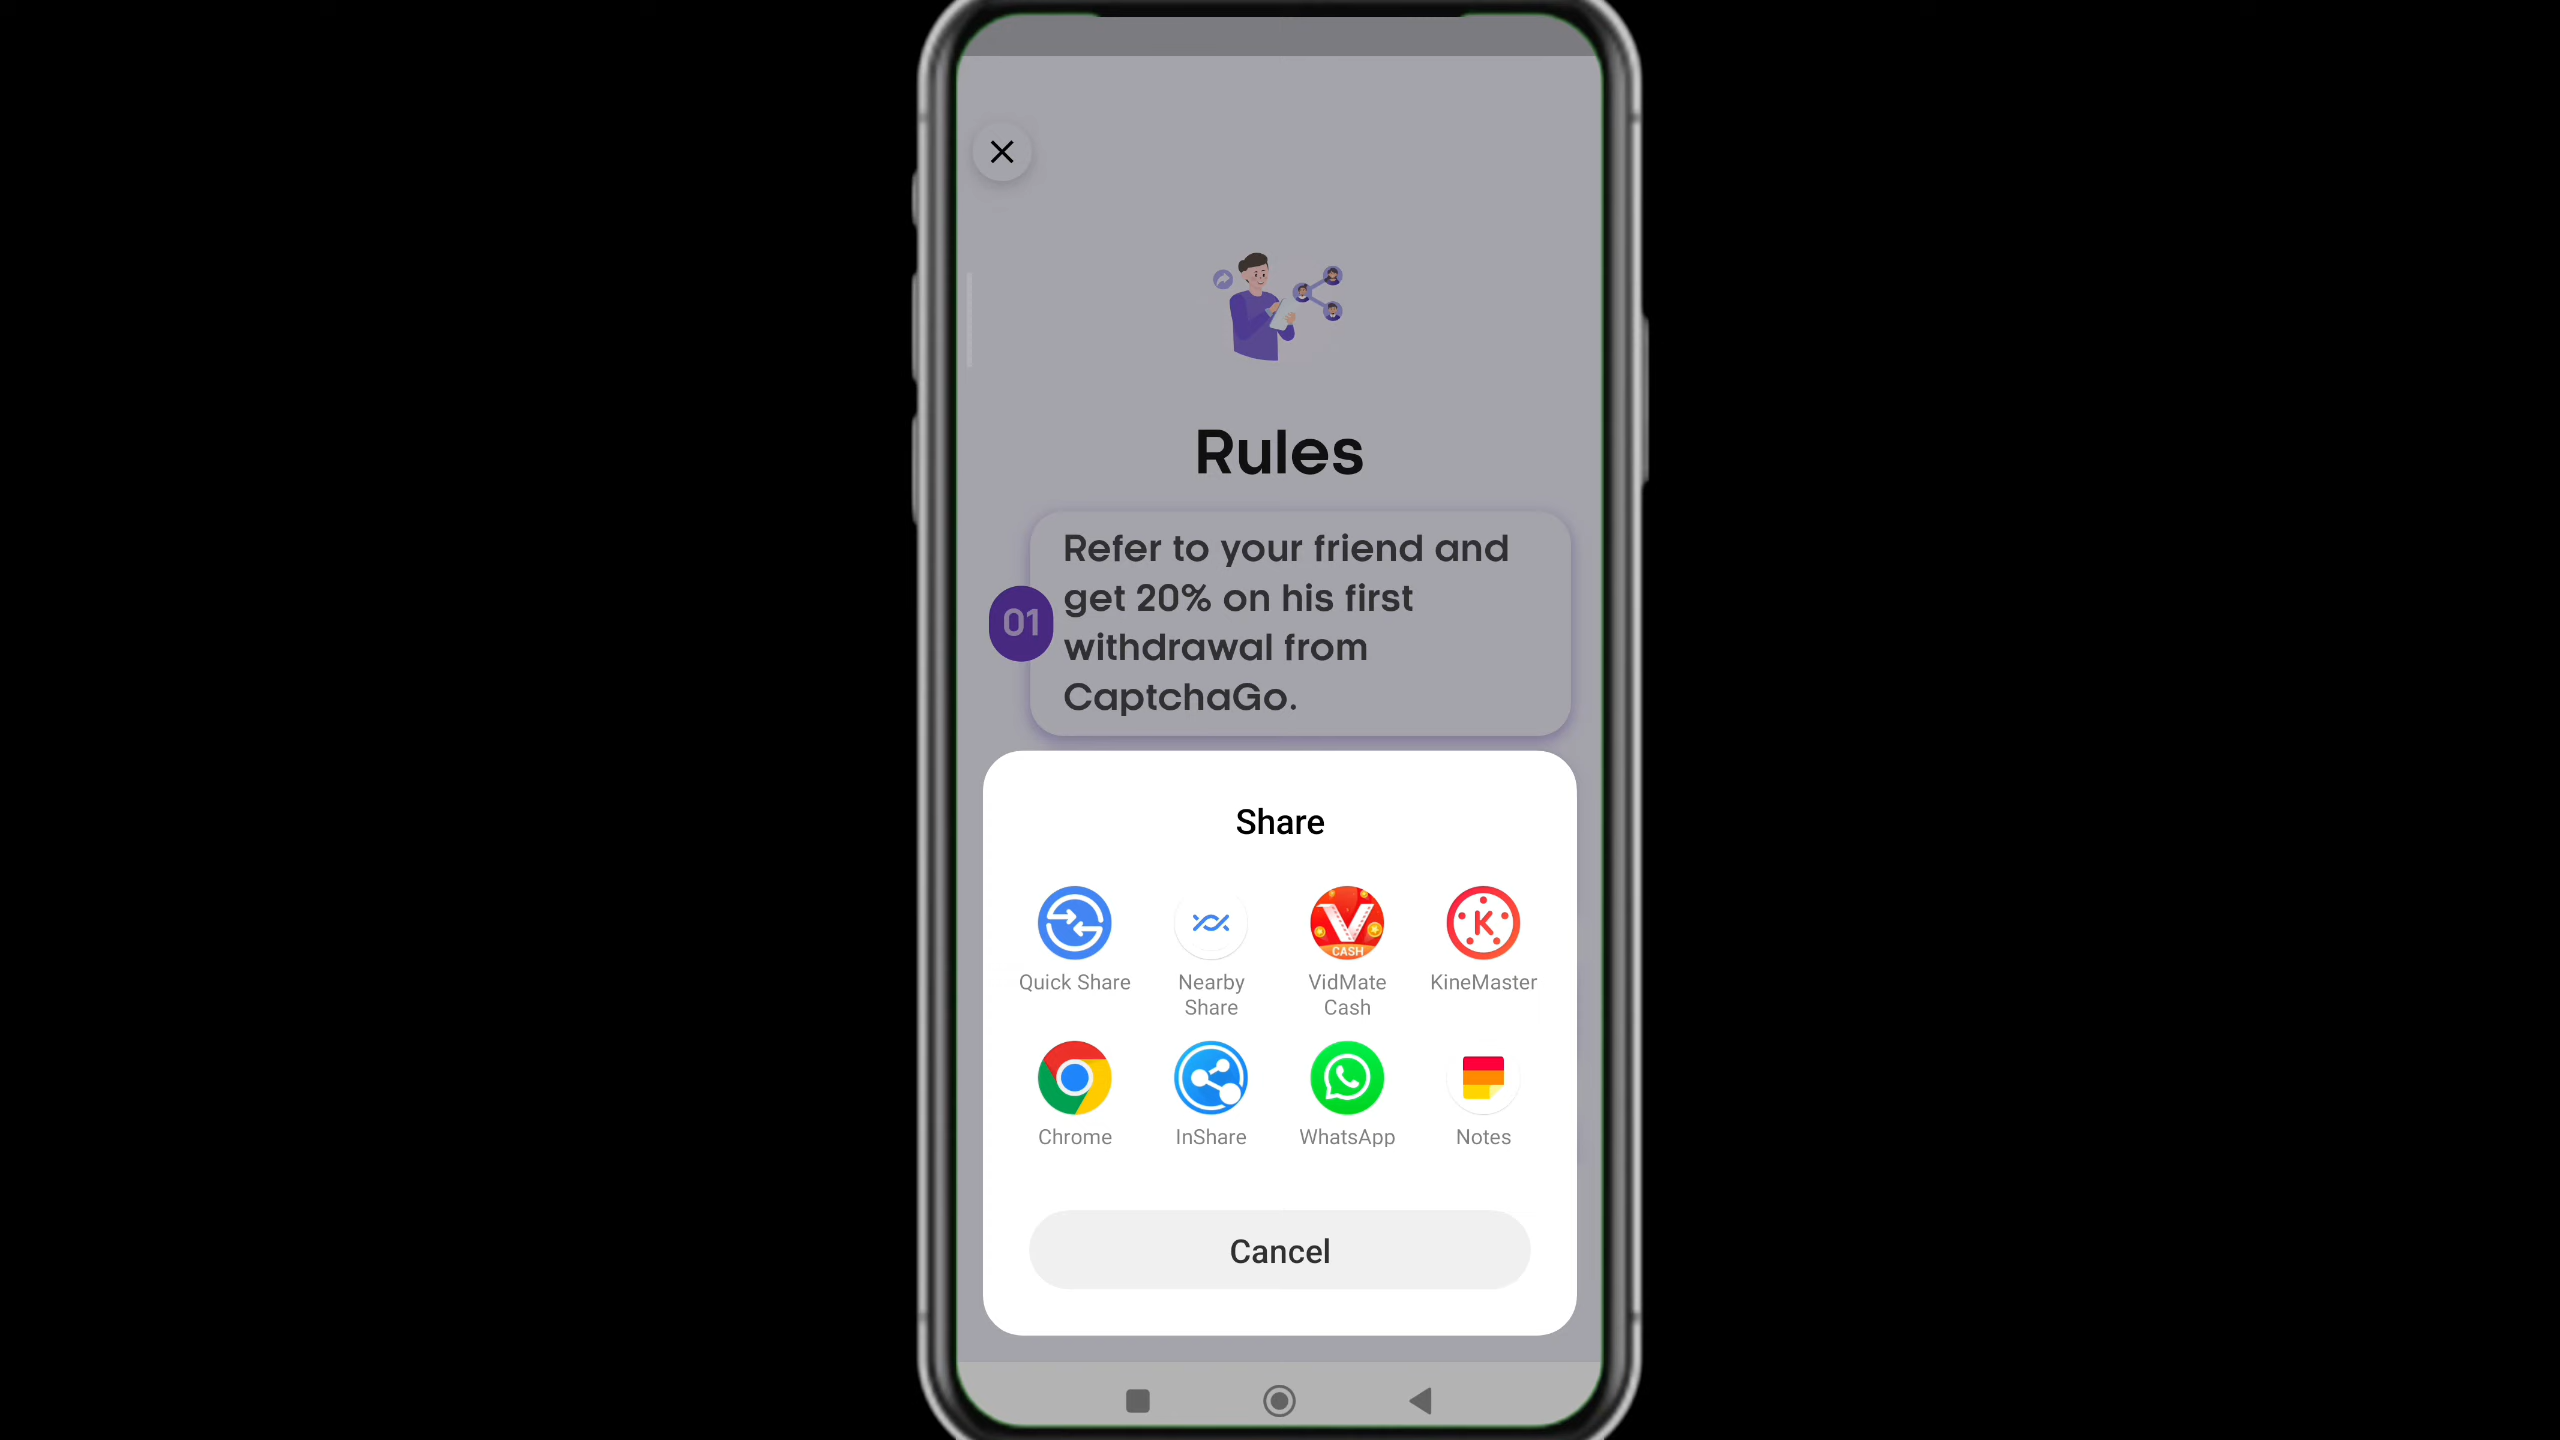 Rules
01
Refer to your friend and
get 20% on his first
withdrawal from
CaptchaGo.
Share
Quick Share
Nearby
Share
CASH
VidMate
Cash
KineMaster
Chrome
InShare
WhatsApp
Notes
Cancel